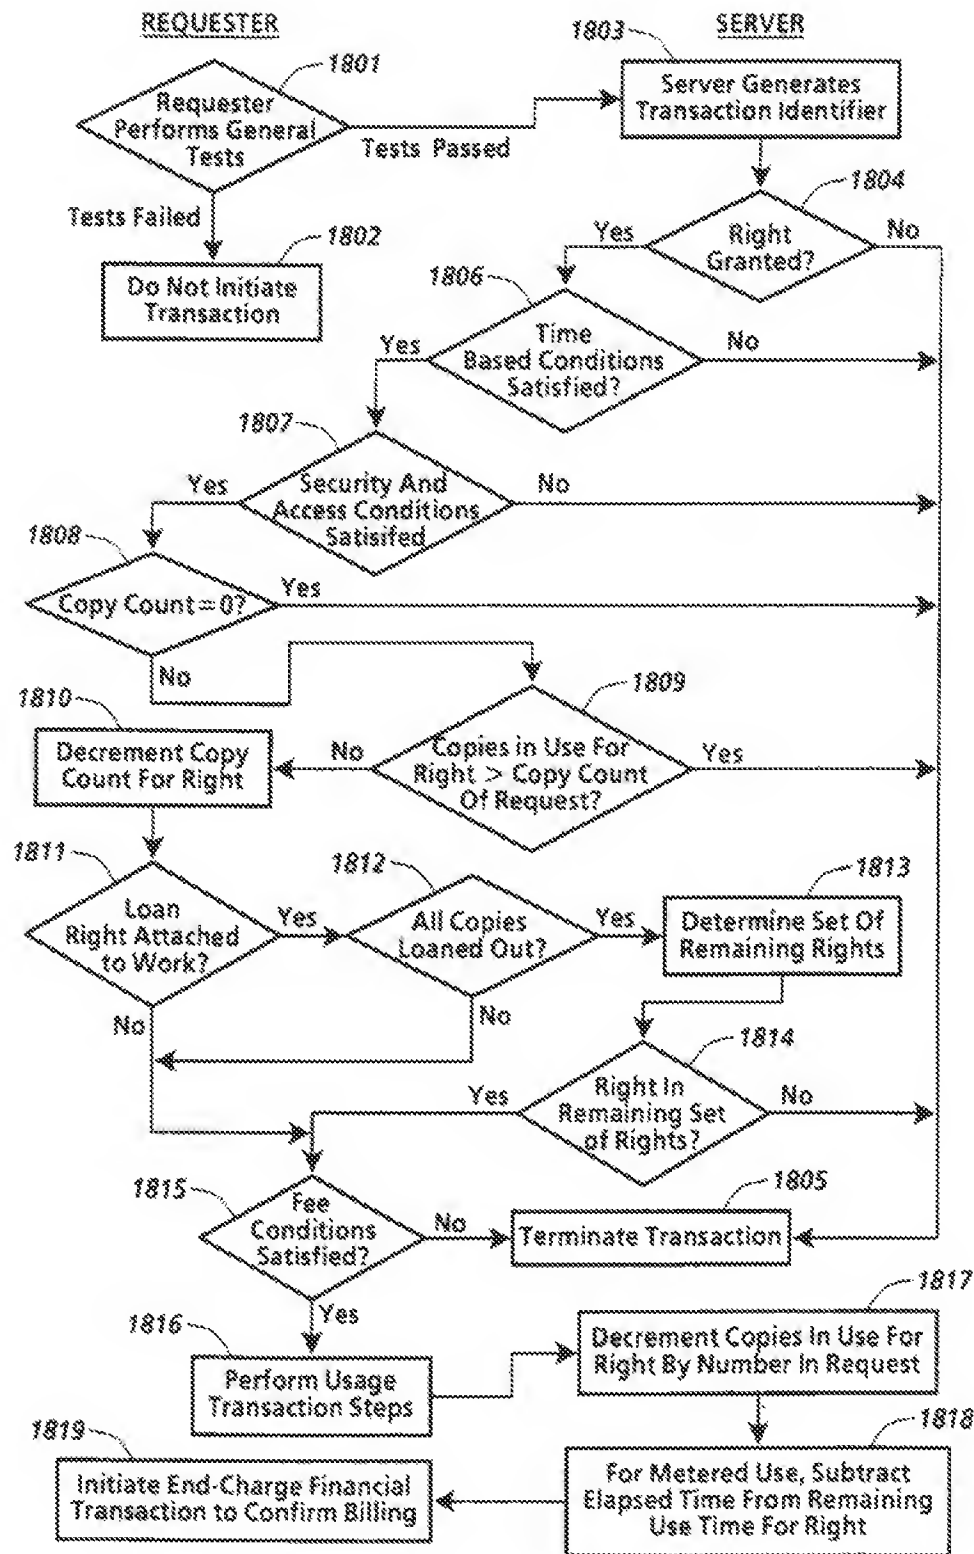 REQUESTER
SERVER
1801
1803
Requester
Performs General
Tests
Server Generates
Transaction Identifier
Tests Passed
Tests Failed
1802
Do Not Initiate
Transaction
1804
Yes
Right
Granted?
No
1806
Yes
Time
Based Conditions
Satisfied?
No
1807
Yes
Security And
Access Conditions
Satisifed
No
1808
Copy Count=0?
Yes
No
1809
1810
Decrement Copy
Count For Right
No
Copies in Use For
Right > Copy Count
Of Request?
Yes
1811
Loan
Right Attached
to Work?
Yes
No
1812
All Copies
Loaned Out?
Yes
No
1813
Determine Set Of
Remaining Rights
1814
Yes
Right In
Remaining Set
of Rights?
No
1815
Fee
Conditions
Satisfied?
No
Yes
1805
Terminate Transaction
1816
Perform Usage
Transaction Steps
1817
Decrement Copies In Use For
Right By Number In Request
1818
For Metered Use, Subtract
Elapsed Time From Remaining
Use Time For Right
1819
Initiate End-Charge Financial
Transaction to Confirm Billing